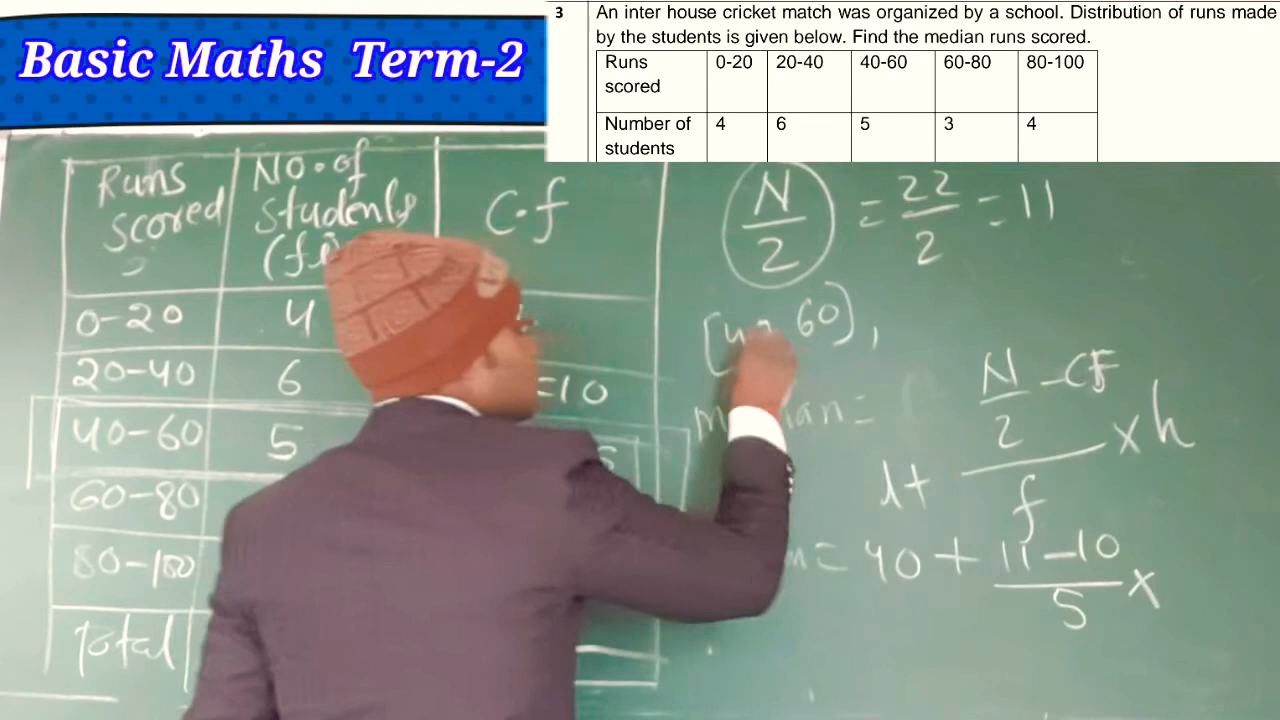 Basic Maths Term-2
3 An inter house cricket match was organized by a school. Distribution of runs made
by the students is given below. Find the median runs scored.
Runs scored 0-20 20-40 40-60 60-80 80-100
Number of students 4 6 5 3 4
Runs scored
No. of students
C.f
0-20 4
20-40 6 =10
40-60 5
60-80
80-100
Total
N/2 = 22/2 = 11
60),
= l + (N/2 - CF)/f × h
= 40 + (11-10)/5 ×